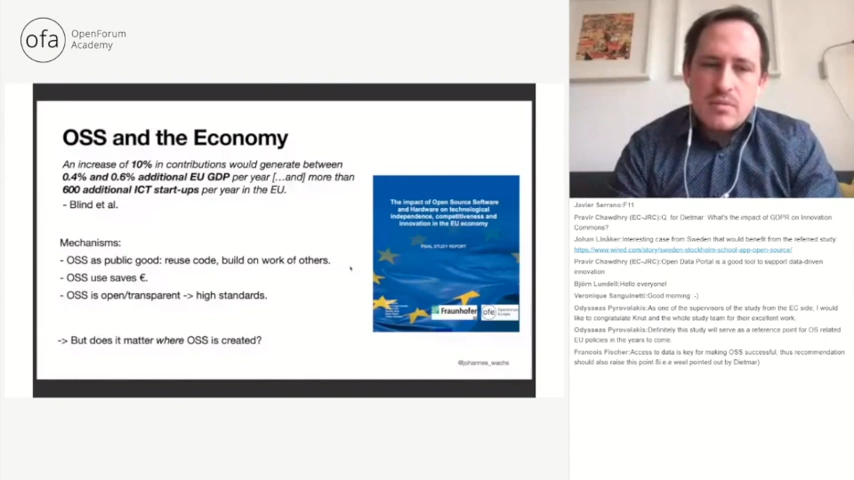 ofa
OpenForum
Academy
OSS and the Economy
An increase of 10% in contributions would generate between
0.4% and 0.6% additional EU GDP per year [...and] more than
600 additional ICT start-ups per year in the EU.
- Blind et al.
Mechanisms:
- OSS as public good: reuse code, build on work of others.
- OSS use saves €.
- OSS is open/transparent -> high standards.
-> But does it matter where OSS is created?
The impact of Open Source Software
and Hardware on technological
independence, competitiveness and
innovation in the EU economy
FINAL STUDY REPORT
Fraunhofer
ofa
@johannes_wachs
Javier Serrano:F11
Pravir Chawdhry (EC-JRC):Q for Dietmar What's the impact of GDPR on Innovation
Commons?
Johan Linåker:Interesting case from Sweden that would benefit from the referred study:
https://www.wired.com/story/sweden-stockholm-school-app-open-source/
Pravir Chawdhry (EC-JRC):Open Data Portal is a good tool to support data-driven
innovation
Björn Lundell:Hello everyone!
Veronique Sanguinetti:Good morning :-)
Odysseas Pyrovolakis:As one of the supervisors of the study from the EC side, I would
like to congratulate Knut and the whole study team for their excellent work.
Odysseas Pyrovolakis:Definitely this study will serve as a reference point for OS related
EU policies in the years to come.
Francois Fischer:Access to data is key for making OSS successful, thus recommendation
should also raise this point 5i.e.e weel pointed out by Dietmar)